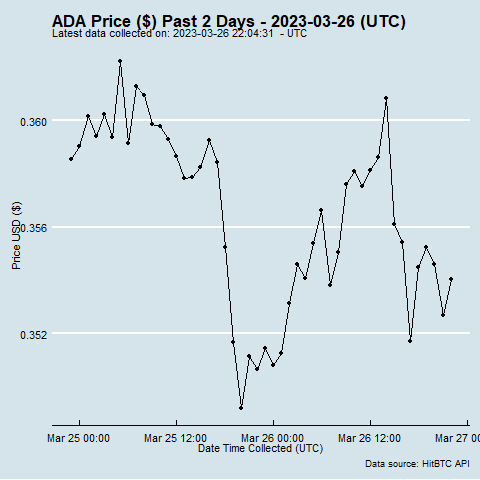 ADA Price ($) Past 2 Days - 2023-03-26 (UTC)
Latest data collected on: 2023-03-26 22:04:31 - UTC
0.360
0.356
0.352
Price USD ($)
Mar 25 00:00
Mar 25 12:00
Mar 26 00:00
Mar 26 12:00
Mar 27 00
Date Time Collected (UTC)
Data source: HitBTC API